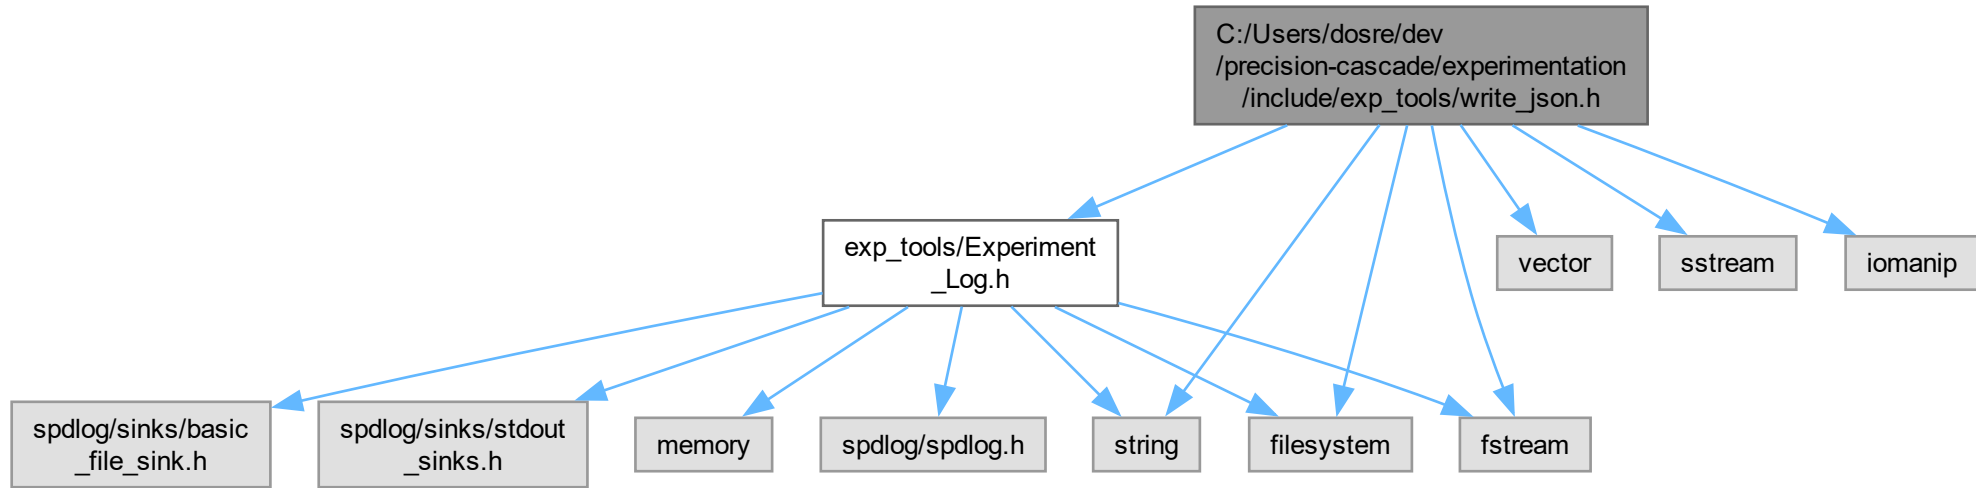 C:/Users/dosre/dev
/precision-cascade/experimentation
/include/exp_tools/write_json.h
exp_tools/Experiment
_Log.h
vector
sstream
iomanip
spdlog/sinks/basic
_file_sink.h
spdlog/sinks/stdout
_sinks.h
memory
spdlog/spdlog.h
string
filesystem
fstream